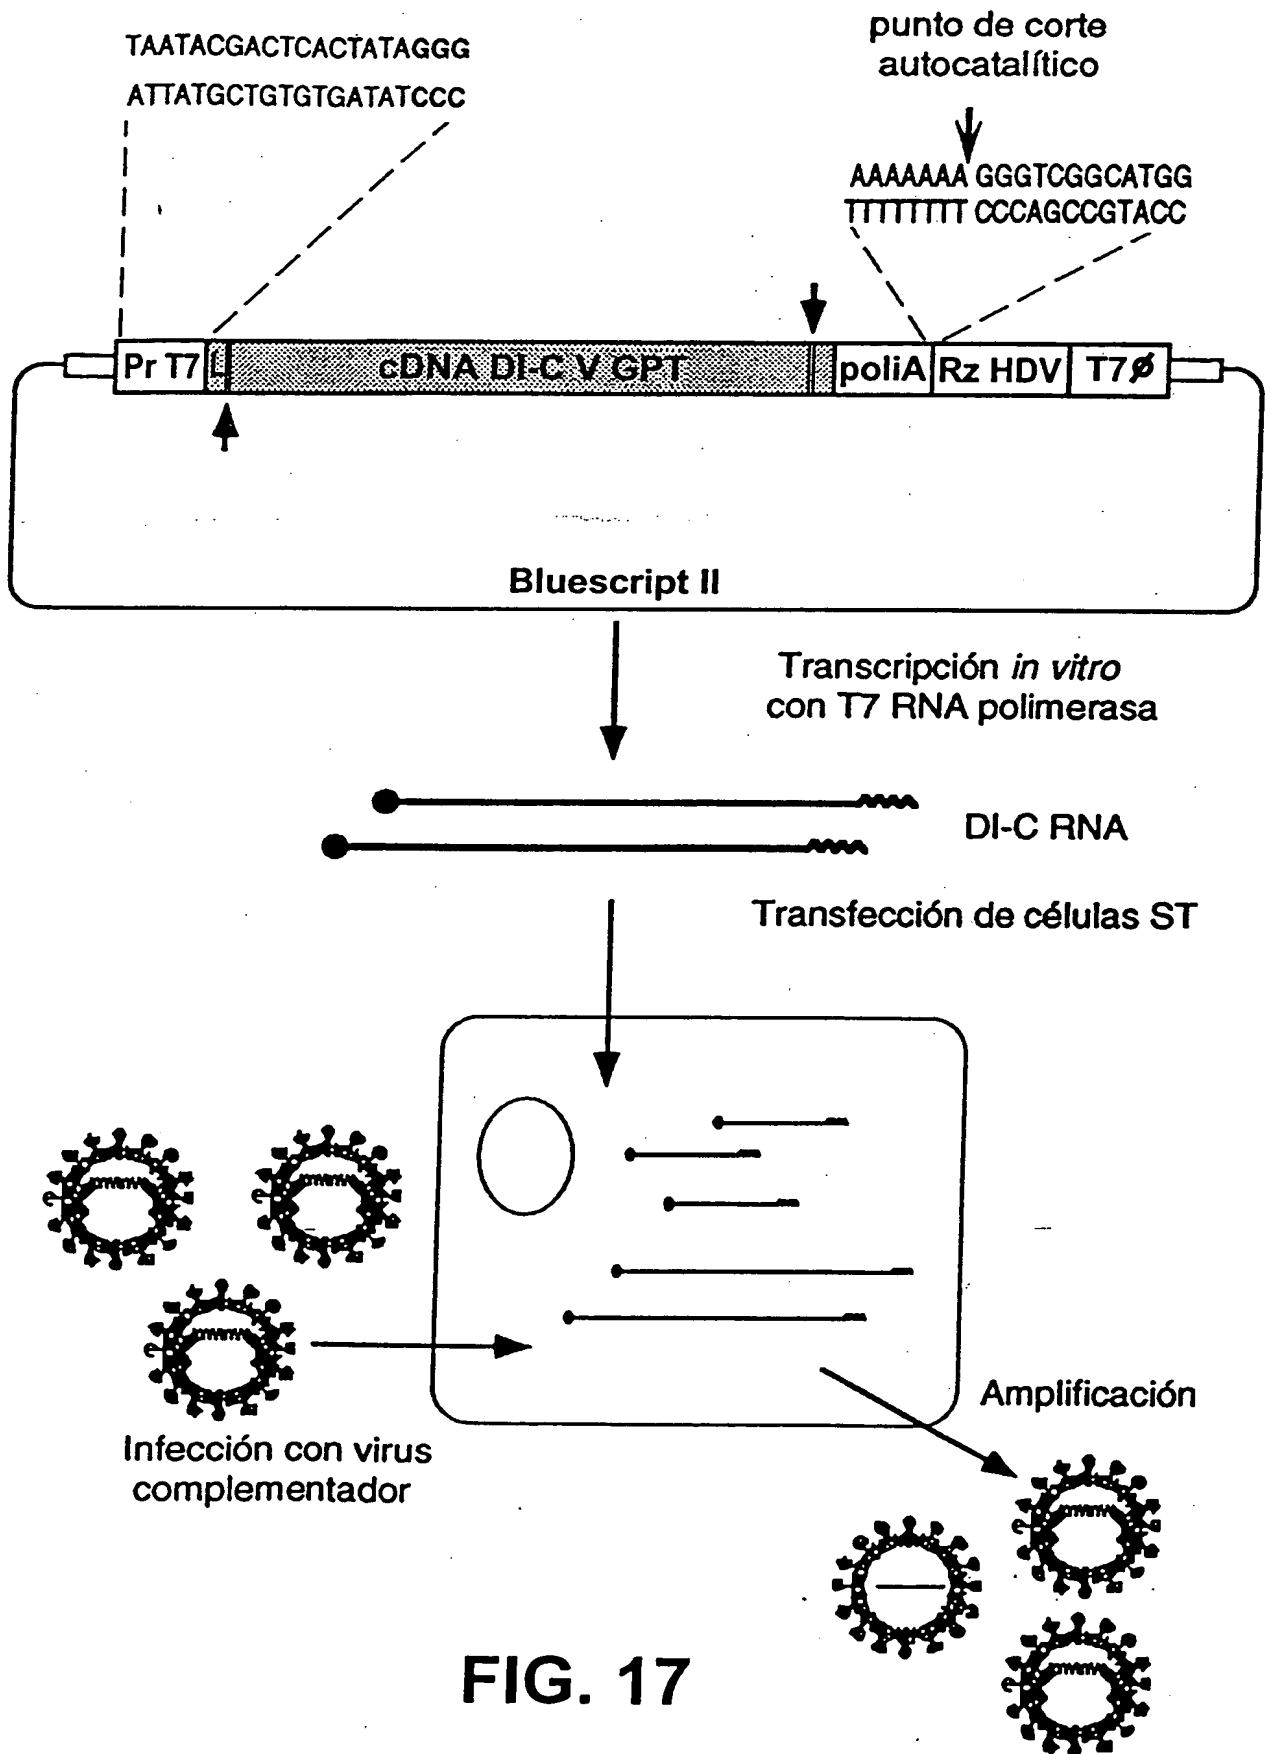 TAATACGACTCACTATAGGG
ATTATGCTGTGTGATATCCC
punto de corte
autocatalítico
AAAAAAA GGGTCGGCATGG
TTTTTTTT CCCAGCCGTACC
Pr T7 L cDNA DI-C V GPT poliA Rz HDV T7Ø
Bluescript II
Transcripción in vitro
con T7 RNA polimerasa
DI-C RNA
Transfección de células ST
Amplificación
Infección con virus
complementador
FIG. 17